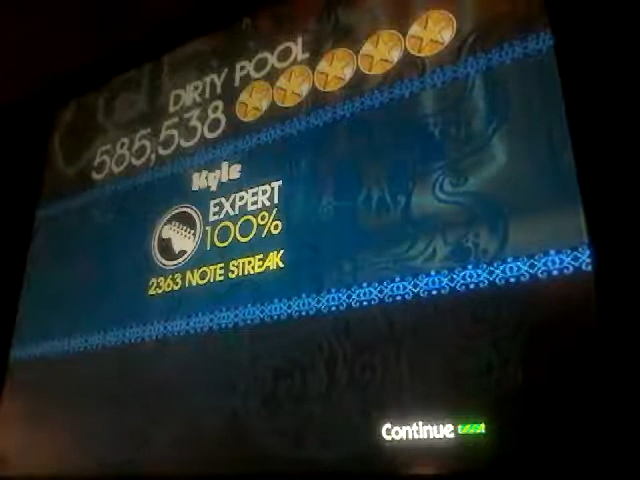 DIRTY POOL
585,538
Kyle
EXPERT
100%
2363 NOTE STREAK
Continue